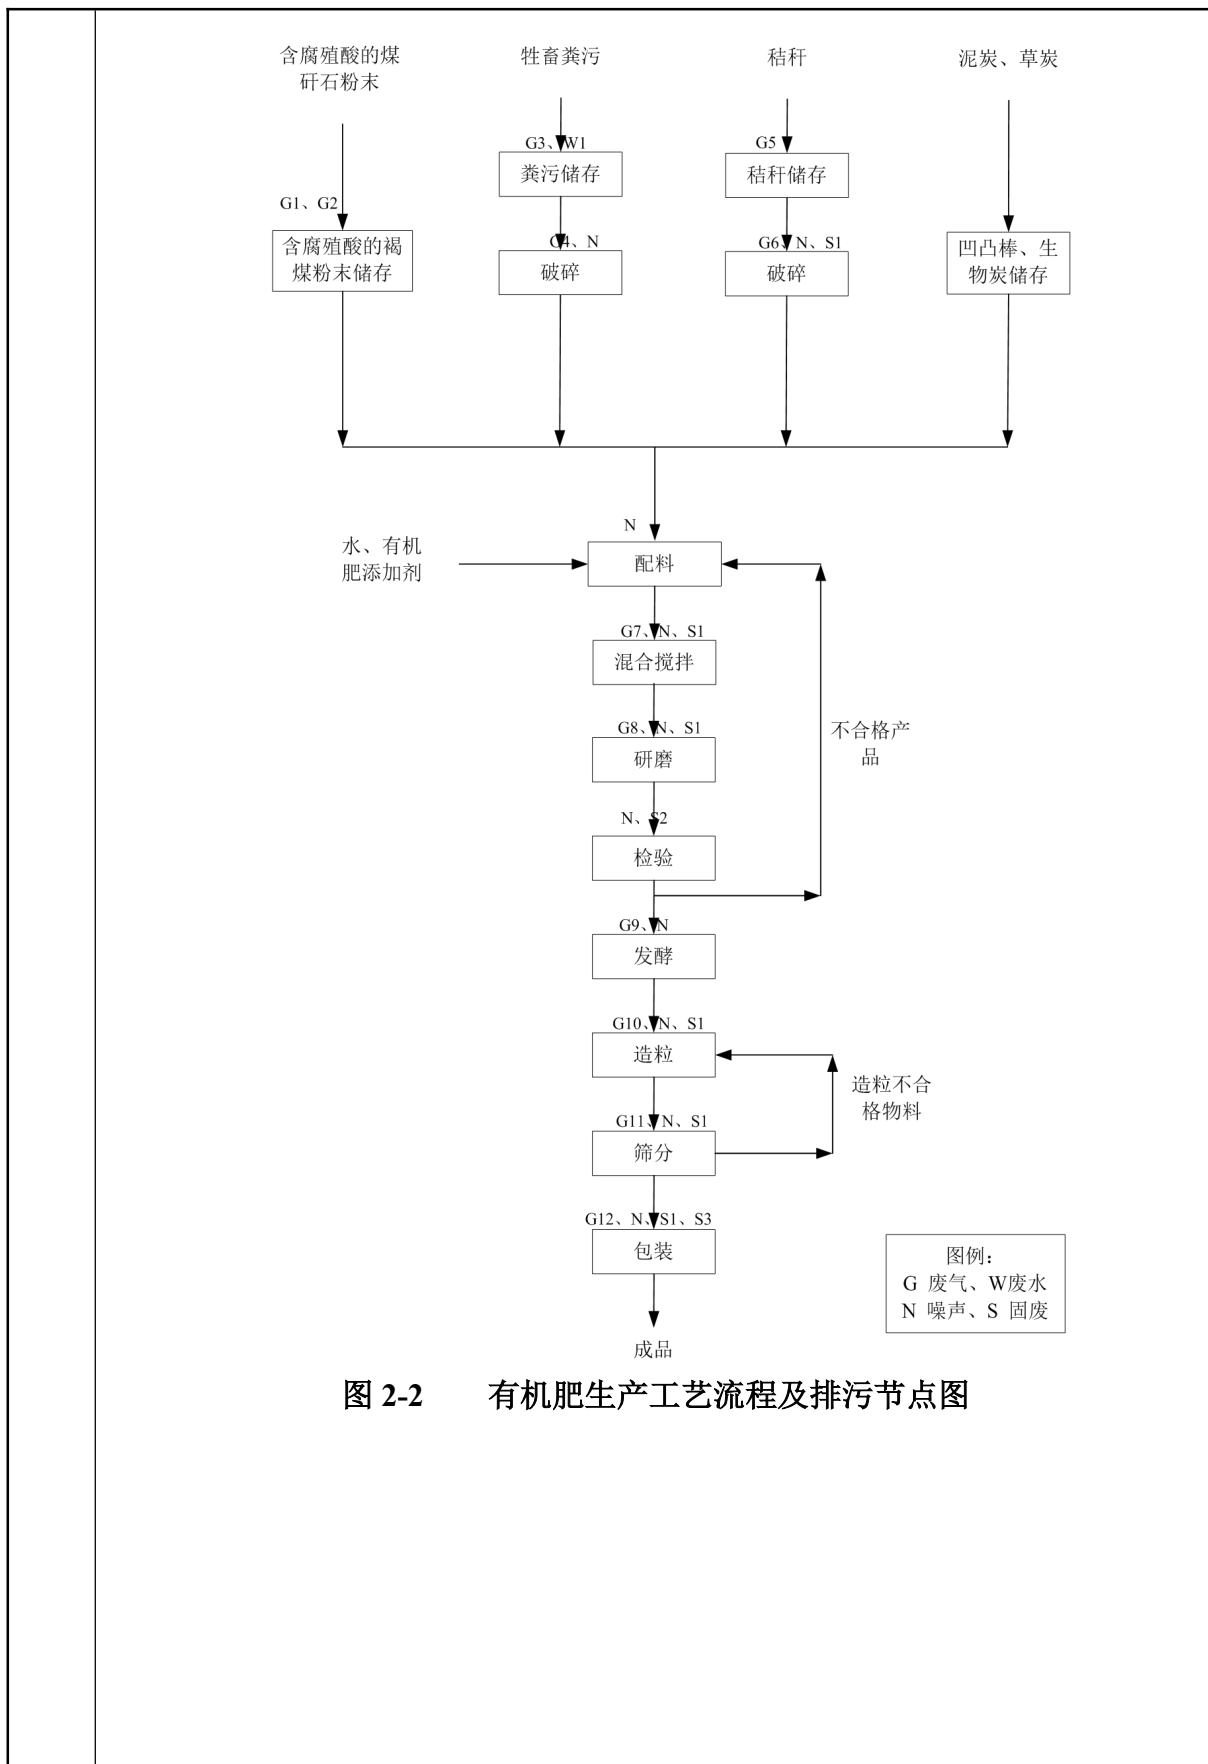 含腐殖酸的煤
矸石粉末
牲畜粪污
秸秆
泥炭、草炭
G3、W1
G5
粪污储存
秸秆储存
G1、G2
含腐殖酸的褐
煤粉末储存
G4、N
G6、N、S1
破碎
破碎
凹凸棒、生
物炭储存
N
水、有机
肥添加剂
配料
G7、N、S1
混合搅拌
G8、N、S1
研磨
不合格产
品
N、S2
检验
G9、N
发酵
G10、N、S1
造粒
造粒不合
格物料
G11、N、S1
筛分
G12、N、S1、S3
包装
图例：
G 废气、W废水
N 噪声、S 固废
成品
图 2-2 有机肥生产工艺流程及排污节点图